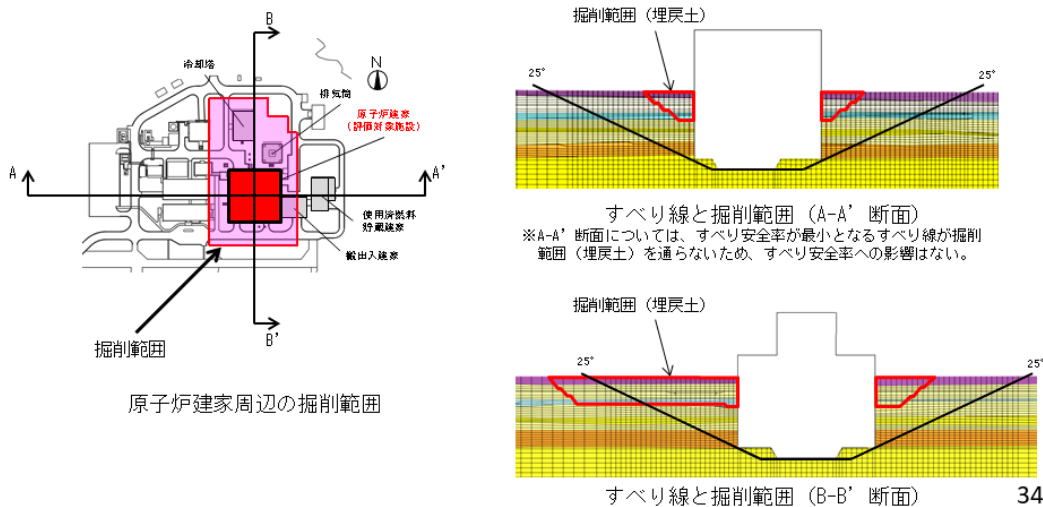 B
冷却塔
N
排気筒
原子炉建家
(評価対象施設)
A
A'
使用済燃料
貯蔵建家
搬出入建家
B'
掘削範囲
原子炉建家周辺の掘削範囲
掘削範囲（埋戻土）
25°
25°
すべり線と掘削範囲（A-A’断面）
※A-A’断面については、すべり安全率が最小となるすべり線が掘削
範囲（埋戻土）を通らないため、すべり安全率への影響はない。
掘削範囲（埋戻土）
25°
25°
すべり線と掘削範囲（B-B’断面）
34